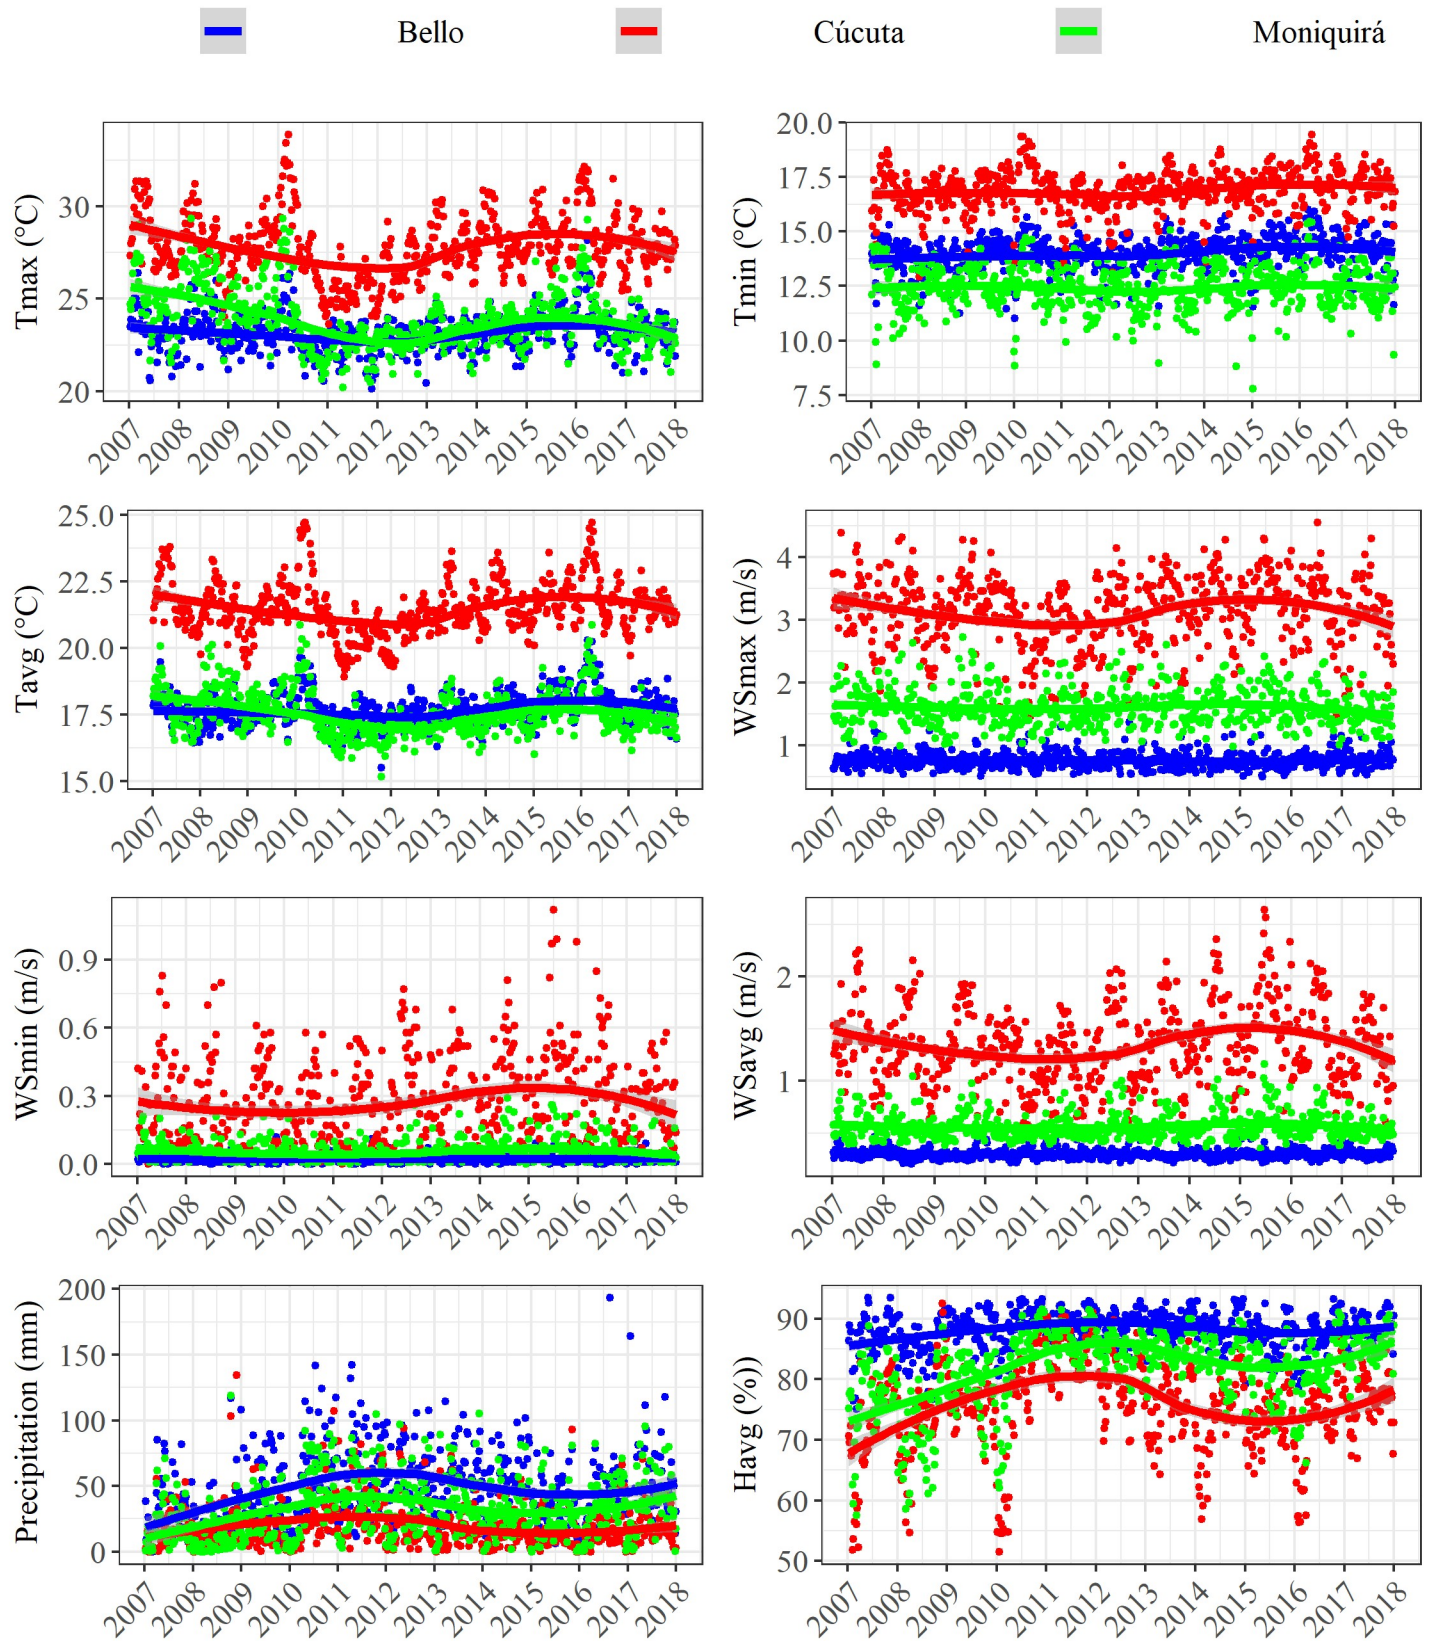 Bello Cúcuta Moniquirá
Tmax (°C)
30
25
20
2007 2008 2009 2010 2011 2012 2013 2014 2015 2016 2017 2018
Tmin (°C)
20.0
17.5
15.0
12.5
10.0
7.5
2007 2008 2009 2010 2011 2012 2013 2014 2015 2016 2017 2018
Tavg (°C)
25.0
22.5
20.0
17.5
15.0
2007 2008 2009 2010 2011 2012 2013 2014 2015 2016 2017 2018
WSmax (m/s)
4
3
2
1
2007 2008 2009 2010 2011 2012 2013 2014 2015 2016 2017 2018
WSmin (m/s)
0.9
0.6
0.3
0.0
2007 2008 2009 2010 2011 2012 2013 2014 2015 2016 2017 2018
WSavg (m/s)
2
1
2007 2008 2009 2010 2011 2012 2013 2014 2015 2016 2017 2018
Precipitation (mm)
200
150
100
50
0
2007 2008 2009 2010 2011 2012 2013 2014 2015 2016 2017 2018
Havg (%))
90
80
70
60
50
2007 2008 2009 2010 2011 2012 2013 2014 2015 2016 2017 2018